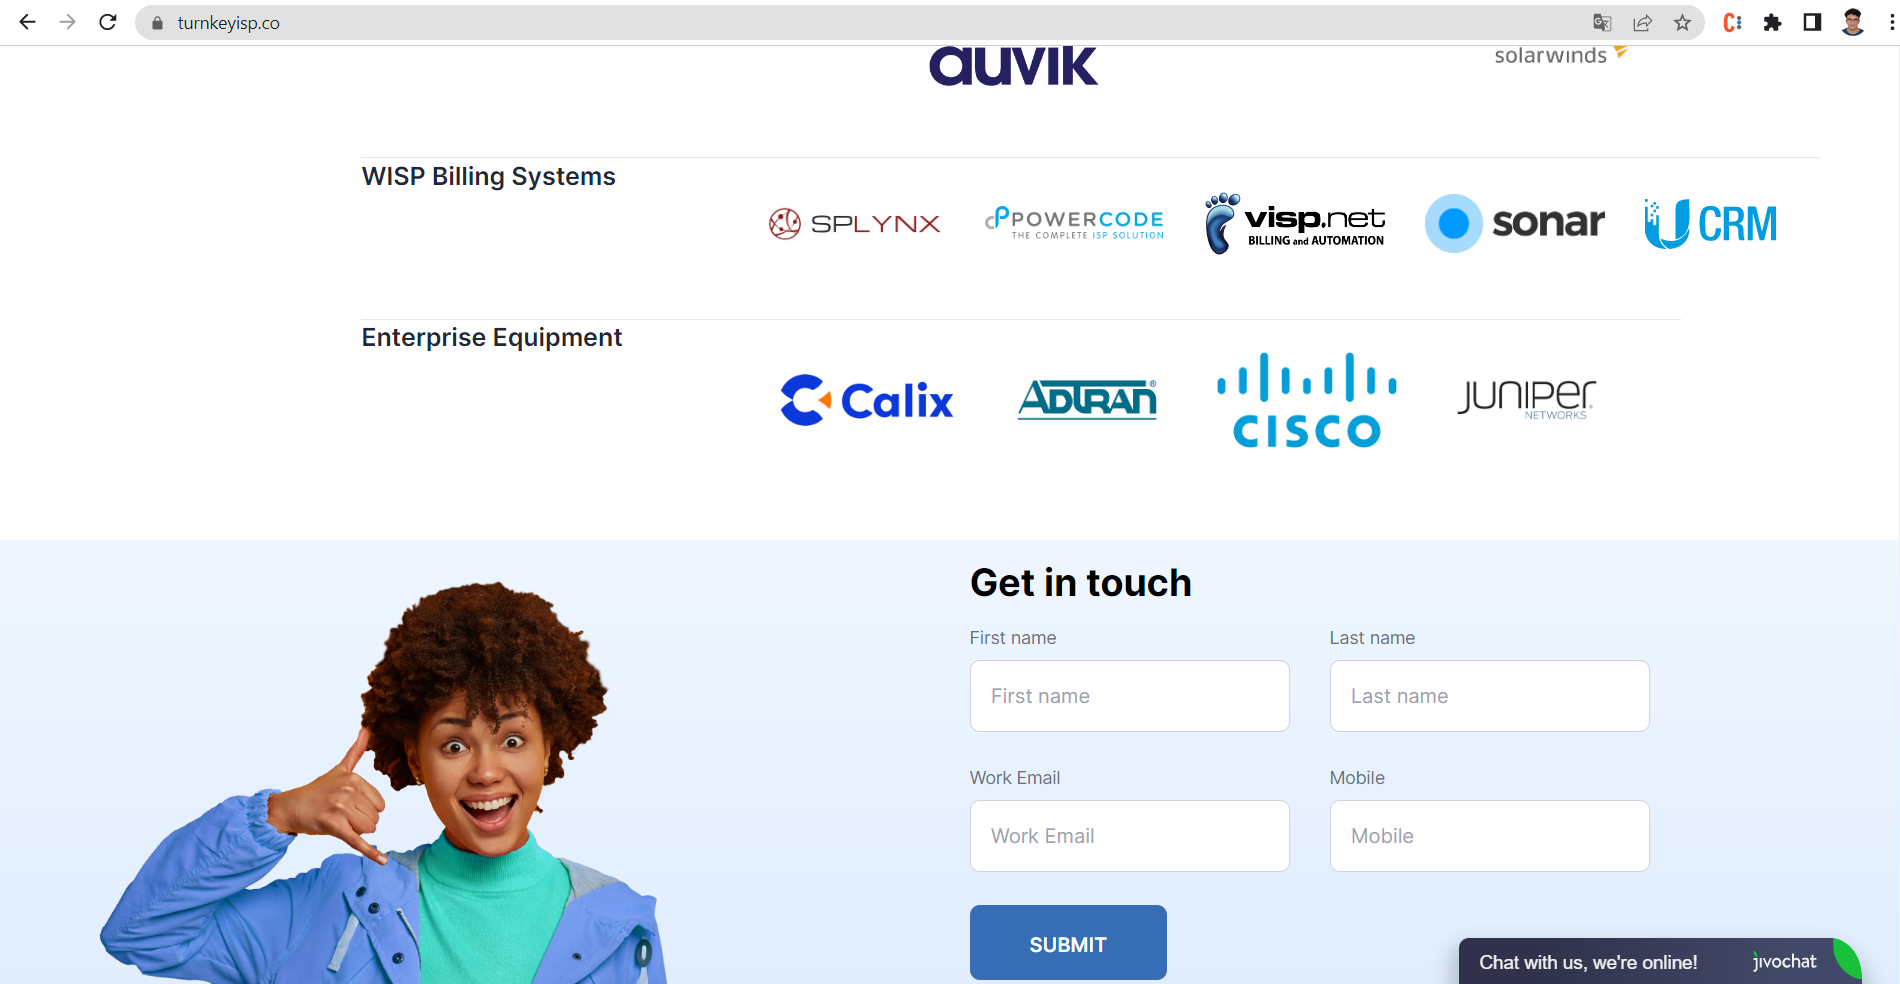 turnkeyisp.co
auvik
solarwinds
WISP Billing Systems
SPLYNX
POWERCODE
THE COMPLETE ISP SOLUTION
visp.net
BILLING and AUTOMATION
sonar
U CRM
Enterprise Equipment
Calix
ADTRAN®
CISCO
JUNIPER
NETWORKS
Get in touch
First name
Last name
First name
Last name
Work Email
Mobile
Work Email
Mobile
SUBMIT
Chat with us, we're online!
jivochat